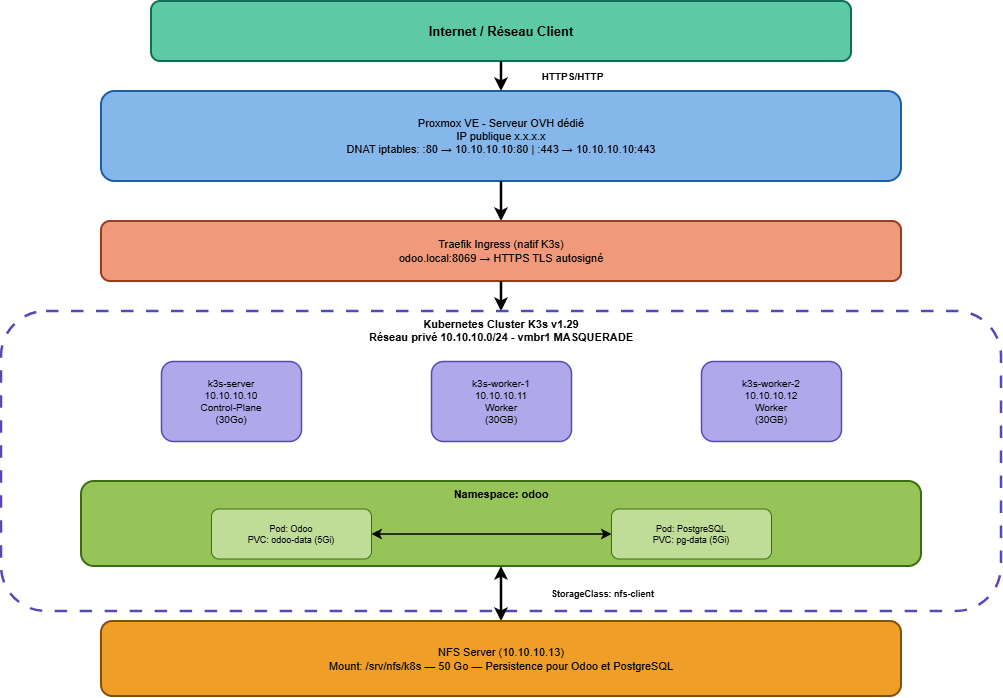 Internet / Réseau Client
HTTPS/HTTP
Proxmox VE - Serveur OVH dédié
IP publique x.x.x.x
DNAT iptables: :80 → 10.10.10.10:80 | :443 → 10.10.10.10:443
Traefik Ingress (natif K3s)
odoo.local:8069 → HTTPS TLS autosigné
Kubernetes Cluster K3s v1.29
Réseau privé 10.10.10.0/24 - vmbr1 MASQUERADE
k3s-server
10.10.10.10
Control-Plane
(30Go)
k3s-worker-1
10.10.10.11
Worker
(30GB)
k3s-worker-2
10.10.10.12
Worker
(30GB)
Namespace: odoo
Pod: Odoo
PVC: odoo-data (5Gi)
Pod: PostgreSQL
PVC: pg-data (5Gi)
StorageClass: nfs-client
NFS Server (10.10.10.13)
Mount: /srv/nfs/k8s — 50 Go — Persistence pour Odoo et PostgreSQL